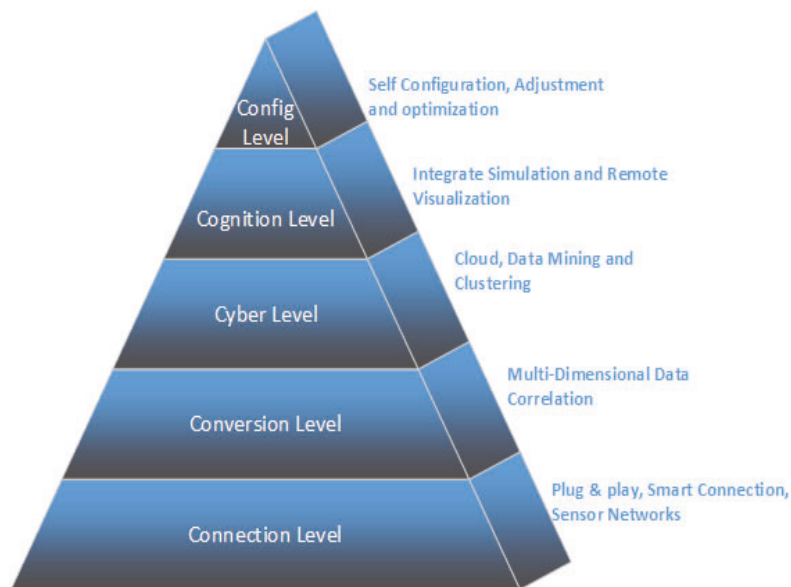 Config
Level
Self Configuration, Adjustment
and optimization
Cognition Level
Integrate Simulation and Remote
Visualization
Cyber Level
Cloud, Data Mining and
Clustering
Conversion Level
Multi-Dimensional Data
Correlation
Connection Level
Plug & play, Smart Connection,
Sensor Networks